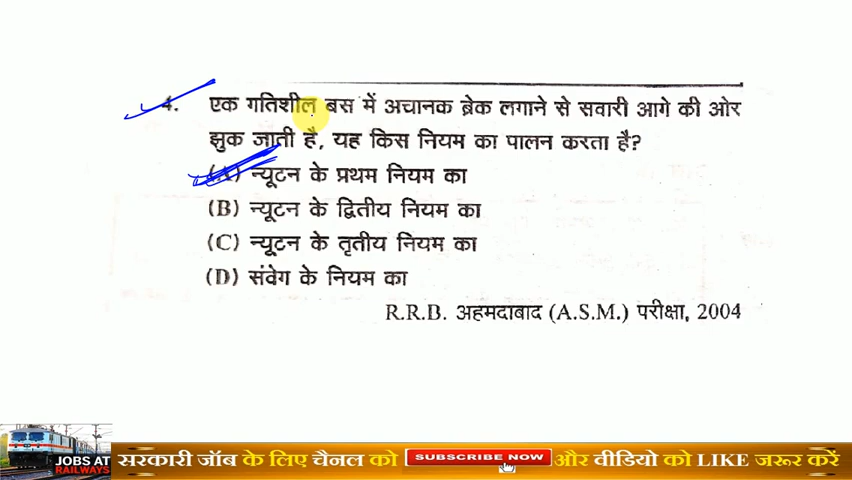 4. एक गतिशील बस में अचानक ब्रेक लगाने से सवारी आगे की ओर
झुक जाती है, यह किस नियम का पालन करता है?
(A) न्यूटन के प्रथम नियम का
(B) न्यूटन के द्वितीय नियम का
(C) न्यूटन के तृतीय नियम का
(D) संवेग के नियम का
R.R.B. अहमदाबाद (A.S.M.) परीक्षा, 2004
JOBS AT
RAILWAYS
सरकारी जॉब के लिए चैनल को SUBSCRIBE NOW और वीडियो को LIKE जरूर करें